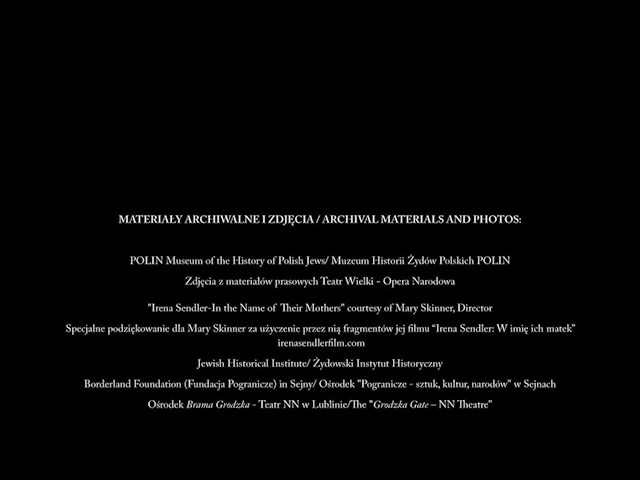 MATERIAŁY ARCHIWALNE I ZDJĘCIA / ARCHIVAL MATERIALS AND PHOTOS:
POLIN Museum of the History of Polish Jews/ Muzeum Historii Żydów Polskich POLIN
Zdjęcia z materiałów prasowych Teatr Wielki - Opera Narodowa
"Irena Sendler-In the Name of Their Mothers" courtesy of Mary Skinner, Director
Specjalne podziękowanie dla Mary Skinner za użyczenie przez nią fragmentów jej filmu “Irena Sendler: W imię ich matek”
irenasendlerfilm.com
Jewish Historical Institute/ Żydowski Instytut Historyczny
Borderland Foundation (Fundacja Pogranicze) in Sejny/ Ośrodek "Pogranicze - sztuk, kultur, narodów" w Sejnach
Ośrodek Brama Grodzka - Teatr NN w Lublinie/The "Grodzka Gate – NN Theatre"